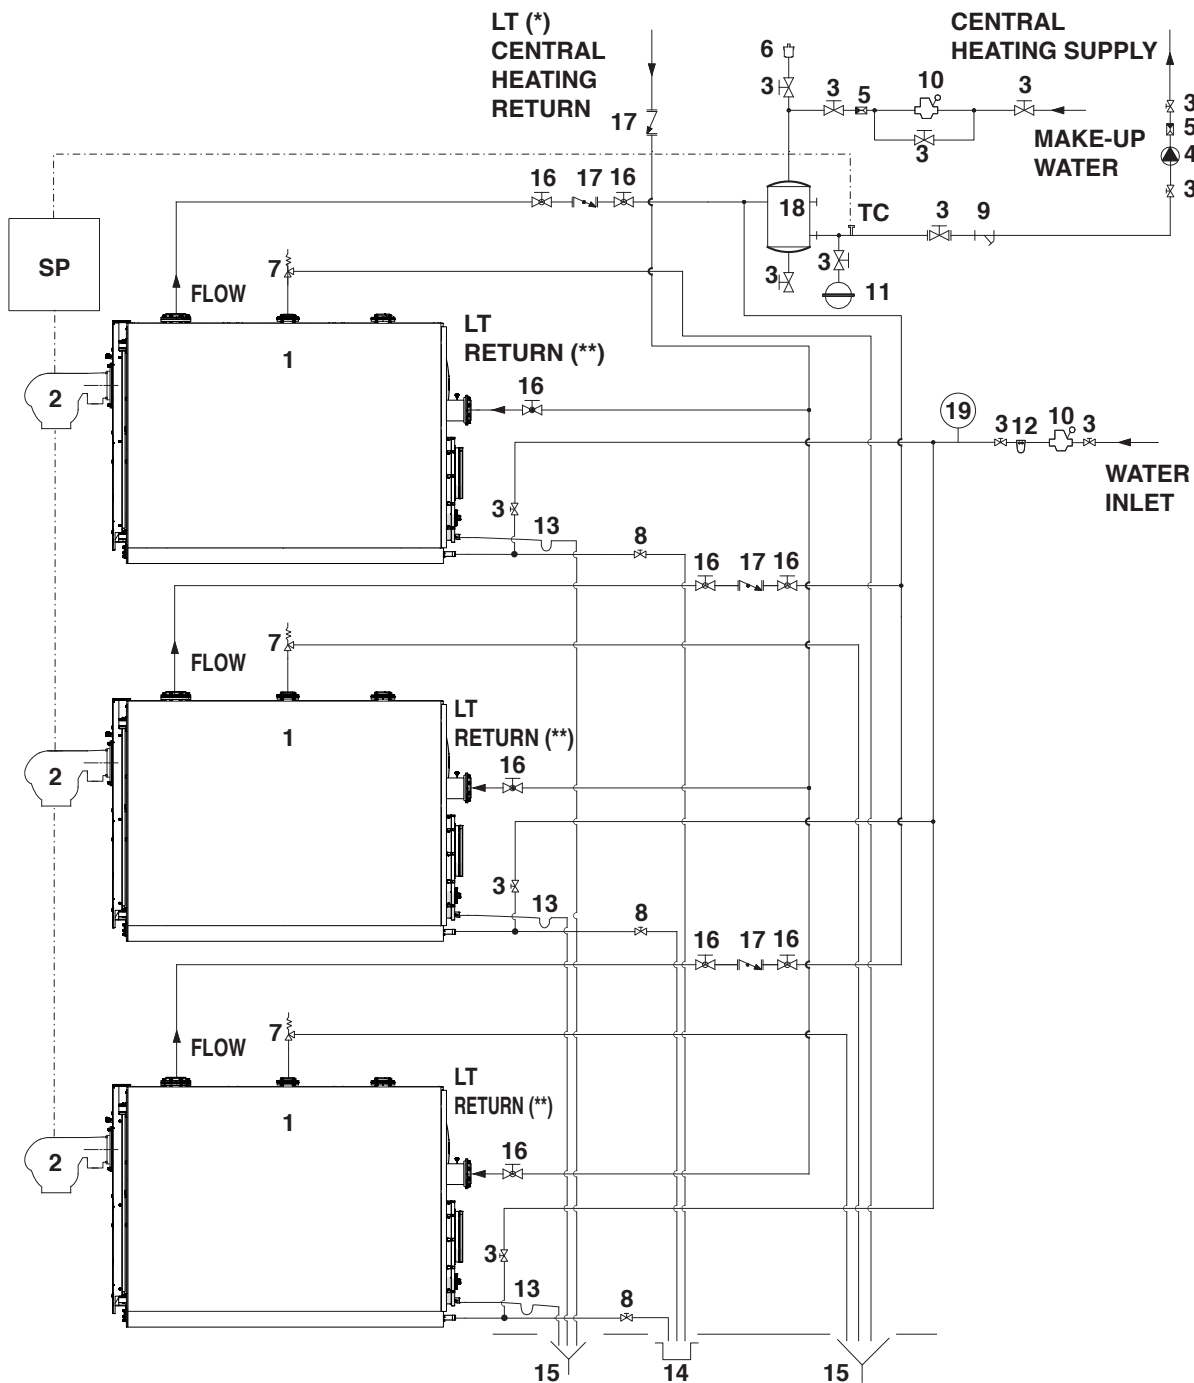 LT (*)
CENTRAL
HEATING
RETURN
CENTRAL
HEATING SUPPLY
6
3
3
5
10
3
3
17
3
MAKE-UP
WATER
5
4
16
17
16
18
TC
3
9
3
SP
7
3
3
11
FLOW
LT
RETURN (**)
1
2
16
19
3
12
10
3
WATER
INLET
3
13
8
16
17
16
7
FLOW
LT
RETURN (**)
1
2
16
3
13
8
16
17
16
7
FLOW
LT
RETURN (**)
1
2
16
3
13
8
15
14
15